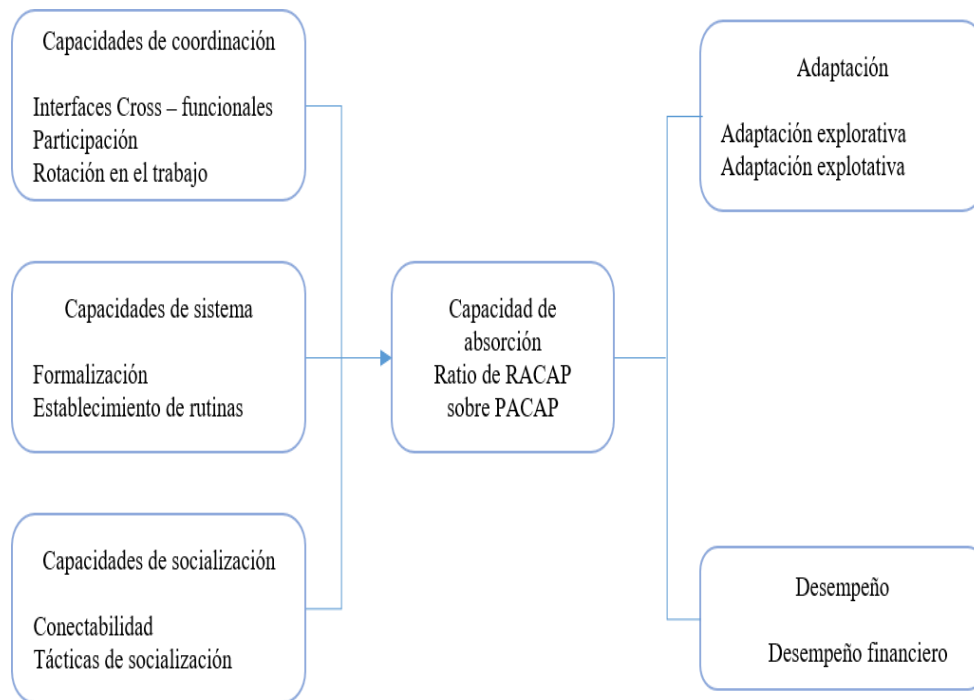 Capacidades de coordinación
Interfaces Cross – funcionales
Participación
Rotación en el trabajo
Capacidades de sistema
Formalización
Establecimiento de rutinas
Capacidades de socialización
Conectabilidad
Tácticas de socialización
Capacidad de
absorción
Ratio de RACAP
sobre PACAP
Adaptación
Adaptación explorativa
Adaptación explotativa
Desempeño
Desempeño financiero